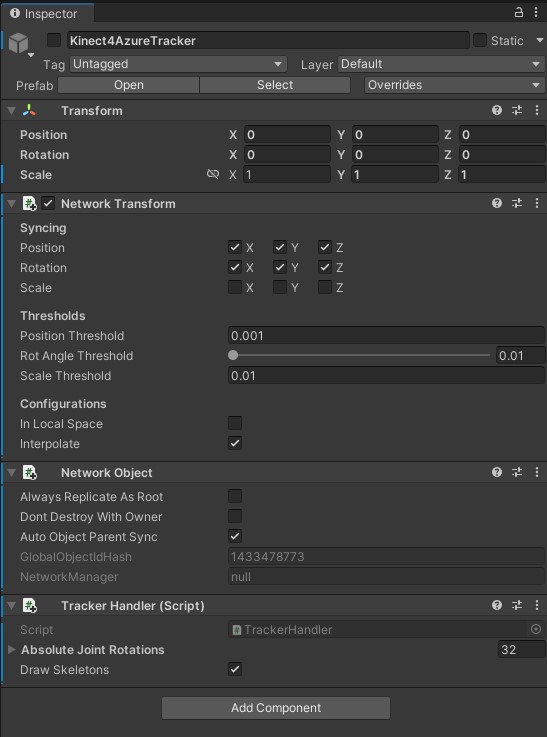 Inspector
Kinect4AzureTracker
Static
Tag Untagged Layer Default
Prefab Open Select Overrides
Transform
Position X 0 Y 0 Z 0
Rotation X 0 Y 0 Z 0
Scale X 1 Y 1 Z 1
Network Transform
Syncing
Position X Y Z
Rotation X Y Z
Scale X Y Z
Thresholds
Position Threshold 0.001
Rot Angle Threshold 0.01
Scale Threshold 0.01
Configurations
In Local Space
Interpolate
Network Object
Always Replicate As Root
Dont Destroy With Owner
Auto Object Parent Sync
GlobalObjectIdHash 1433478773
NetworkManager null
Tracker Handler (Script)
Script TrackerHandler
Absolute Joint Rotations 32
Draw Skeletons
Add Component